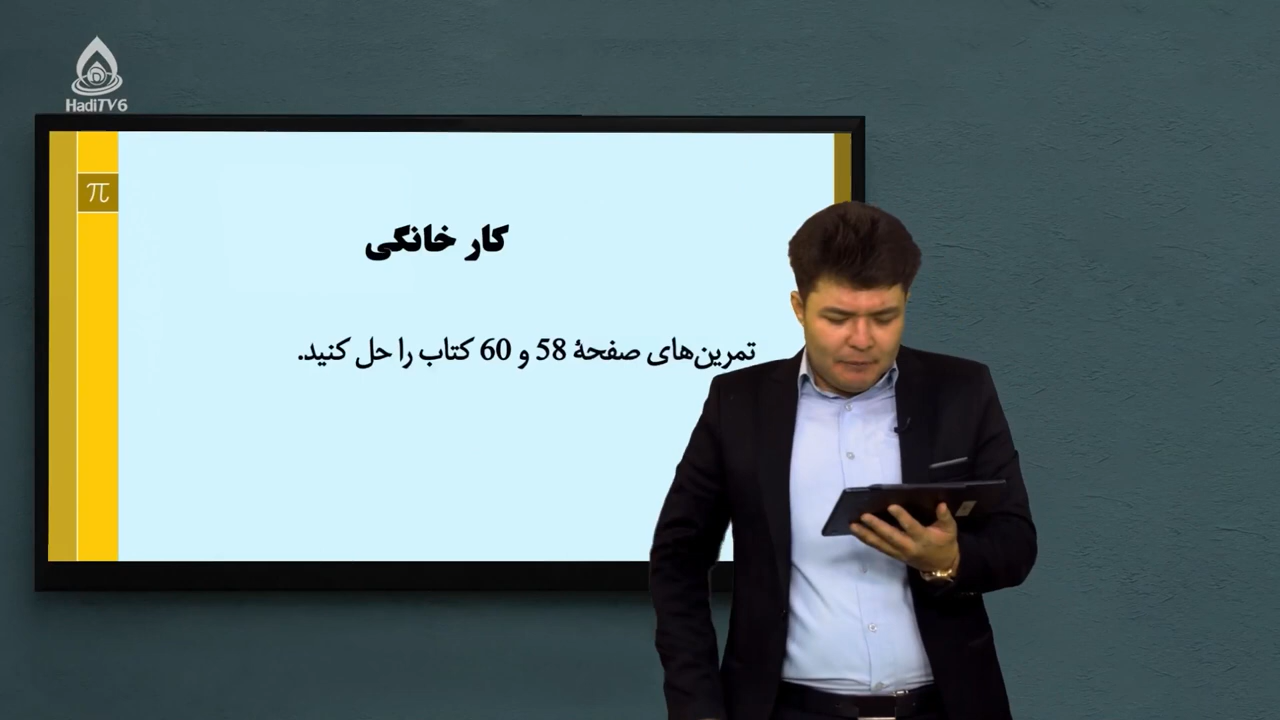 HadiTV6
π
کار خانگی
تمرین‌های صفحهٔ 58 و 60 کتاب را حل کنید.